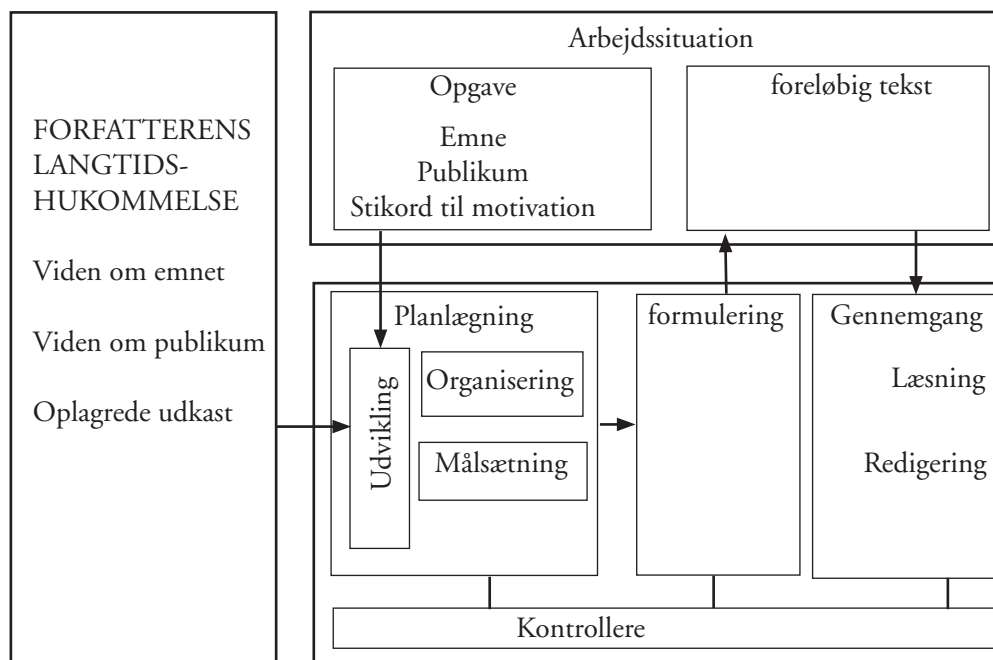 FORFATTERENS
LANGTIDS-
HUKOMMELSE
Viden om emnet
Viden om publikum
Oplagrede udkast
Arbejdssituation
Opgave
Emne
Publikum
Stikord til motivation
foreløbig tekst
Planlægning
Udvikling
Organisering
Målsætning
formulering
Gennemgang
Læsning
Redigering
Kontrollere